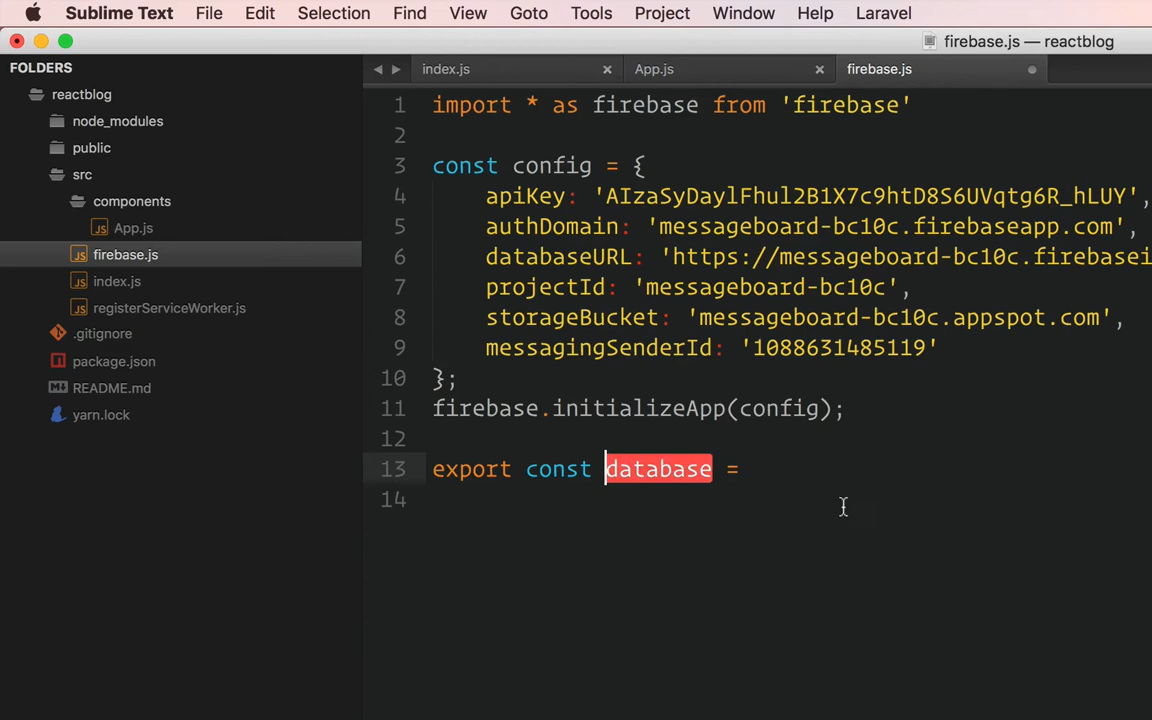 Sublime Text File Edit Selection Find View Goto Tools Project Window Help Laravel
firebase.js — reactblog
FOLDERS
reactblog
node_modules
public
src
components
App.js
firebase.js
index.js
registerServiceWorker.js
.gitignore
package.json
README.md
yarn.lock
index.js App.js firebase.js
1 import * as firebase from 'firebase'
2
3 const config = {
4 apiKey: 'AIzaSyDaylFhul2B1X7c9htD8S6UVqtg6R_hLUY',
5 authDomain: 'messageboard-bc10c.firebaseapp.com',
6 databaseURL: 'https://messageboard-bc10c.firebasei
7 projectId: 'messageboard-bc10c',
8 storageBucket: 'messageboard-bc10c.appspot.com',
9 messagingSenderId: '1088631485119'
10 };
11 firebase.initializeApp(config);
12
13 export const database =
14